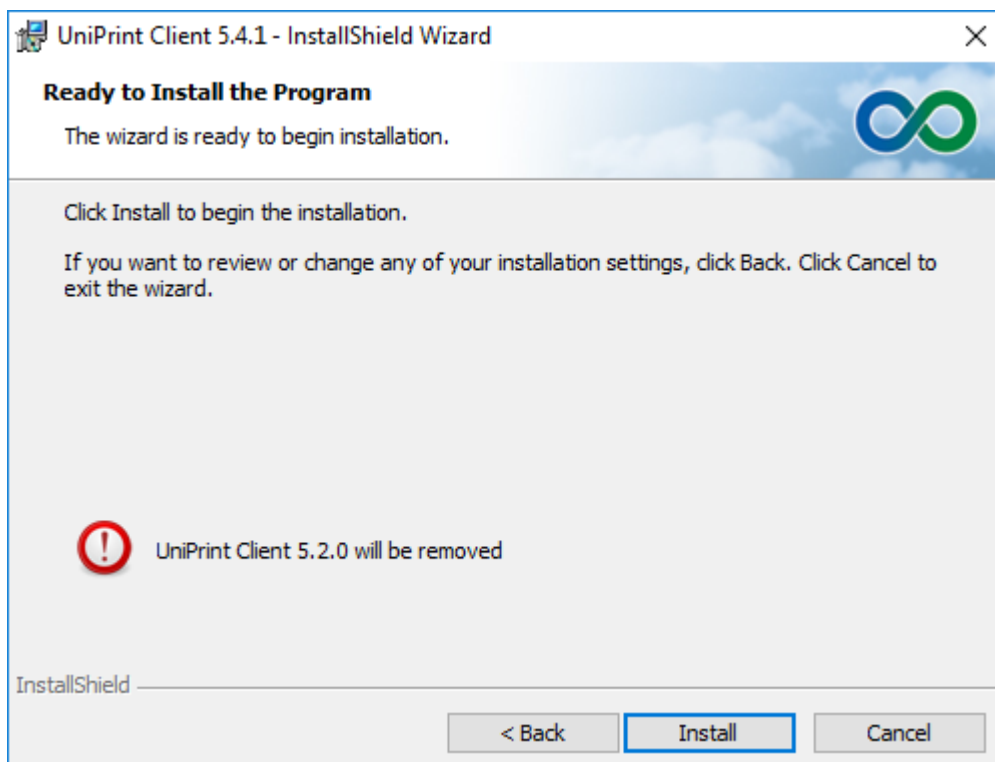 UniPrint Client 5.4.1 - InstallShield Wizard
Ready to Install the Program
The wizard is ready to begin installation.
Click Install to begin the installation.
If you want to review or change any of your installation settings, click Back. Click Cancel to
exit the wizard.
UniPrint Client 5.2.0 will be removed
InstallShield
< Back
Install
Cancel